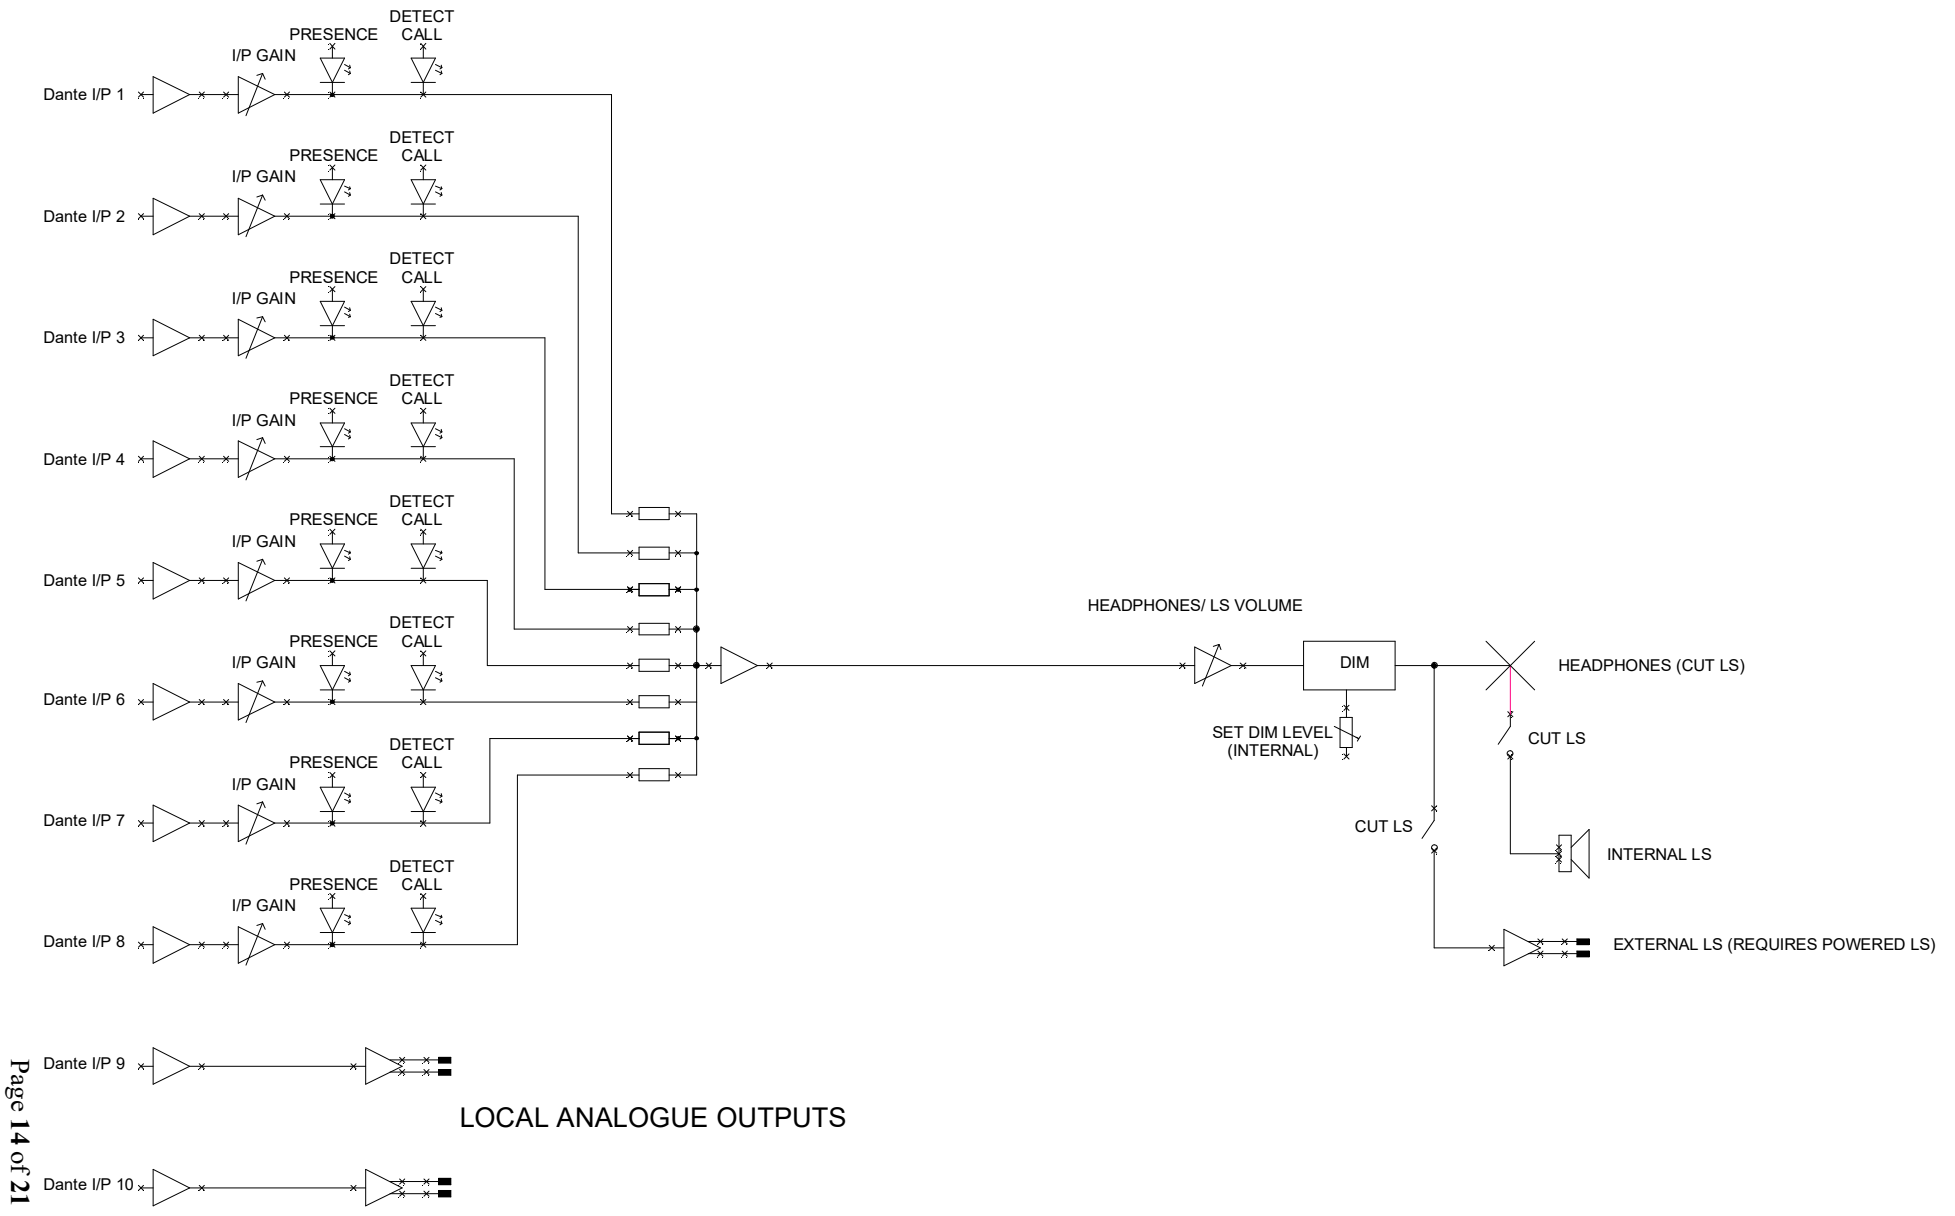 DETECT
PRESENCE CALL
I/P GAIN
Dante I/P 1
DETECT
PRESENCE CALL
I/P GAIN
Dante I/P 2
DETECT
PRESENCE CALL
I/P GAIN
Dante I/P 3
DETECT
PRESENCE CALL
I/P GAIN
Dante I/P 4
DETECT
PRESENCE CALL
I/P GAIN
Dante I/P 5
DETECT
PRESENCE CALL
I/P GAIN
Dante I/P 6
DETECT
PRESENCE CALL
I/P GAIN
Dante I/P 7
DETECT
PRESENCE CALL
I/P GAIN
Dante I/P 8
HEADPHONES/ LS VOLUME
DIM
HEADPHONES (CUT LS)
SET DIM LEVEL
(INTERNAL)
CUT LS
CUT LS
INTERNAL LS
EXTERNAL LS (REQUIRES POWERED LS)
Dante I/P 9
LOCAL ANALOGUE OUTPUTS
Dante I/P 10
Page 14 of 21